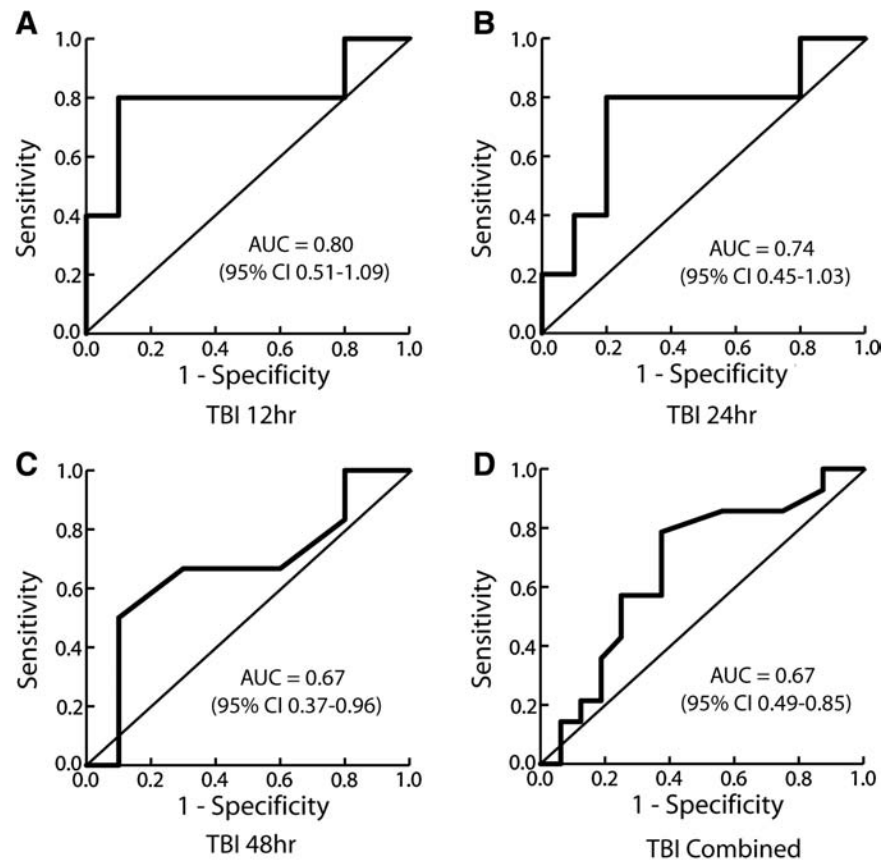 A
1.0
0.8
0.6
0.4
0.2
0.0
Sensitivity
AUC = 0.80
(95% CI 0.51-1.09)
0.0 0.2 0.4 0.6 0.8 1.0
1 - Specificity
TBI 12hr
B
1.0
0.8
0.6
0.4
0.2
0.0
Sensitivity
AUC = 0.74
(95% CI 0.45-1.03)
0.0 0.2 0.4 0.6 0.8 1.0
1 - Specificity
TBI 24hr
C
1.0
0.8
0.6
0.4
0.2
0.0
Sensitivity
AUC = 0.67
(95% CI 0.37-0.96)
0.0 0.2 0.4 0.6 0.8 1.0
1 - Specificity
TBI 48hr
D
1.0
0.8
0.6
0.4
0.2
0.0
Sensitivity
AUC = 0.67
(95% CI 0.49-0.85)
0.0 0.2 0.4 0.6 0.8 1.0
1 - Specificity
TBI Combined